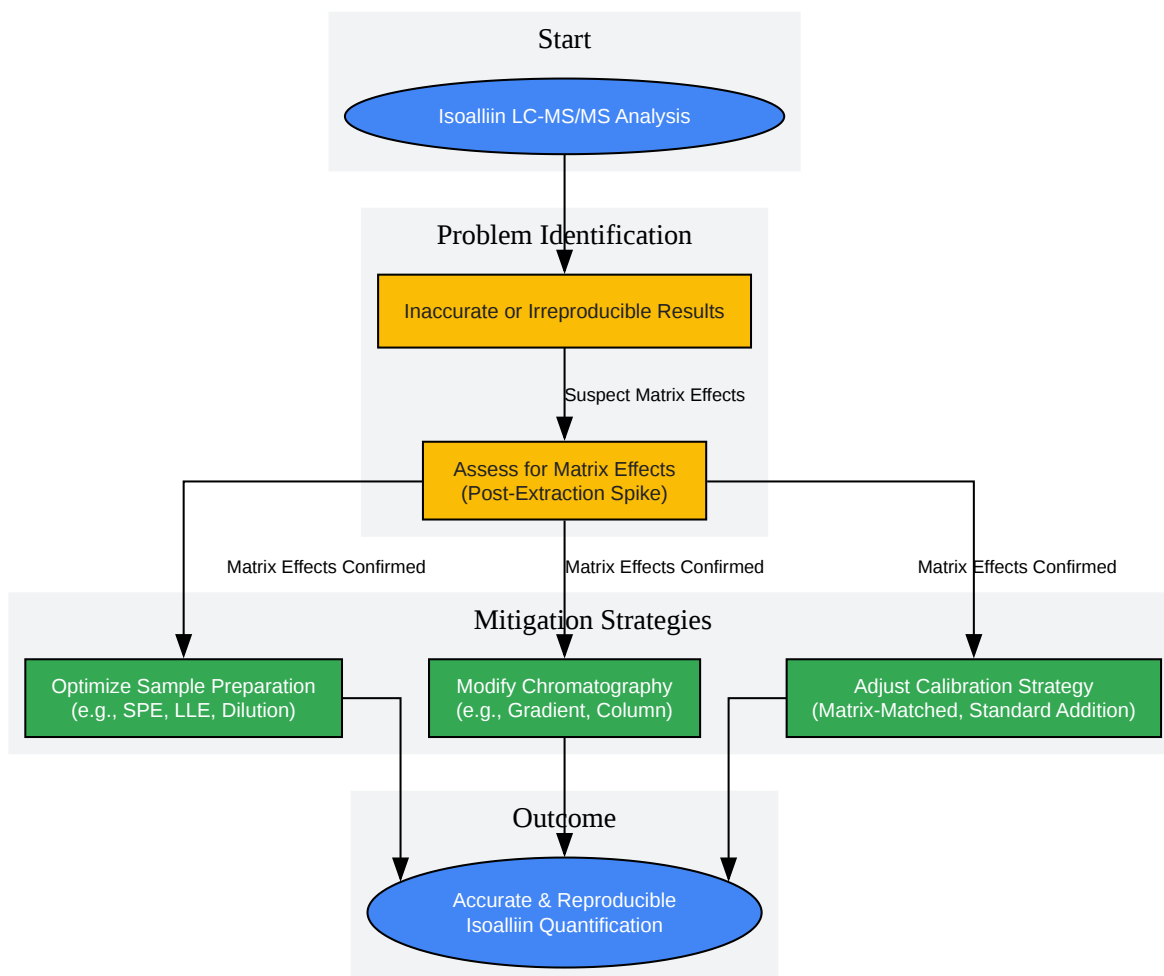 Start
Isoalliin LC-MS/MS Analysis
Problem Identification
Inaccurate or Irreproducible Results
Suspect Matrix Effects
Assess for Matrix Effects
(Post-Extraction Spike)
Matrix Effects Confirmed
Matrix Effects Confirmed
Matrix Effects Confirmed
Mitigation Strategies
Optimize Sample Preparation
(e.g., SPE, LLE, Dilution)
Modify Chromatography
(e.g., Gradient, Column)
Adjust Calibration Strategy
(Matrix-Matched, Standard Addition)
Outcome
Accurate & Reproducible
Isoalliin Quantification